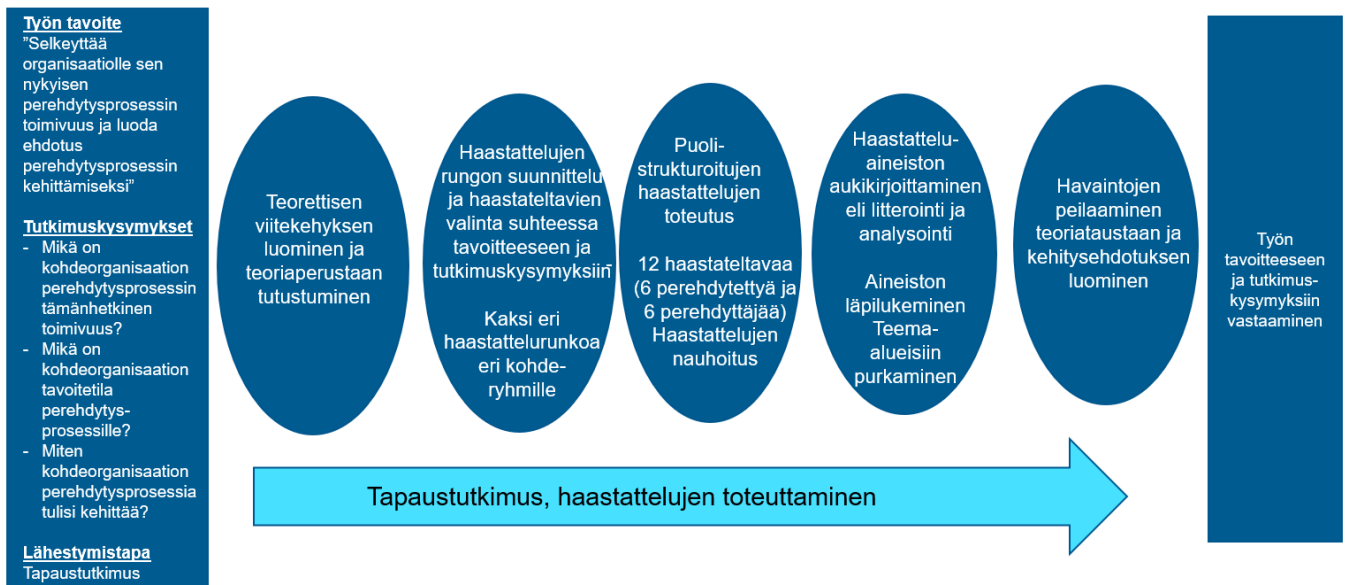 Työn tavoite
”Selkeyttää
organisaatiolle sen
nykyisen
perehdytysprosessin
toimivuus ja luoda
ehdotus
perehdytysprosessin
kehittämiseksi”
Tutkimuskysymykset
- Mikä on
kohdeorganisaation
perehdytysprosessin
tämänhetkinen
toimivuus?
- Mikä on
kohdeorganisaation
tavoitetila
perehdytys-
prosessille?
- Miten
kohdeorganisaation
perehdytysprosessia
tulisi kehittää?
Lähestymistapa
Tapaustutkimus
Teorettisen
viitekehyksen
luominen ja
teoriaperustaan
tutustuminen
Haastattelujen
rungon suunnittelu
ja haastateltavien
valinta suhteessa
tavoitteeseen ja
tutkimuskysymyksiin
Kaksi eri
haastattelurunkoa
eri kohde-
ryhmille
Puoli-
strukturoitujen
haastattelujen
toteutus
12 haastateltavaa
(6 perehdytettyä ja
6 perehdyttäjää)
Haastattelujen
nauhoitus
Haastattelu-
aineiston
aukikirjoittaminen
eli litterointi ja
analysointi
Aineiston
läpilukeminen
Teema-
alueisiin
purkaminen
Havaintojen
peilaaminen
teoriataustaan ja
kehitysehdotuksen
luominen
Työn
tavoitteeseen
ja tutkimus-
kysymyksiin
vastaaminen
Tapaustutkimus, haastattelujen toteuttaminen